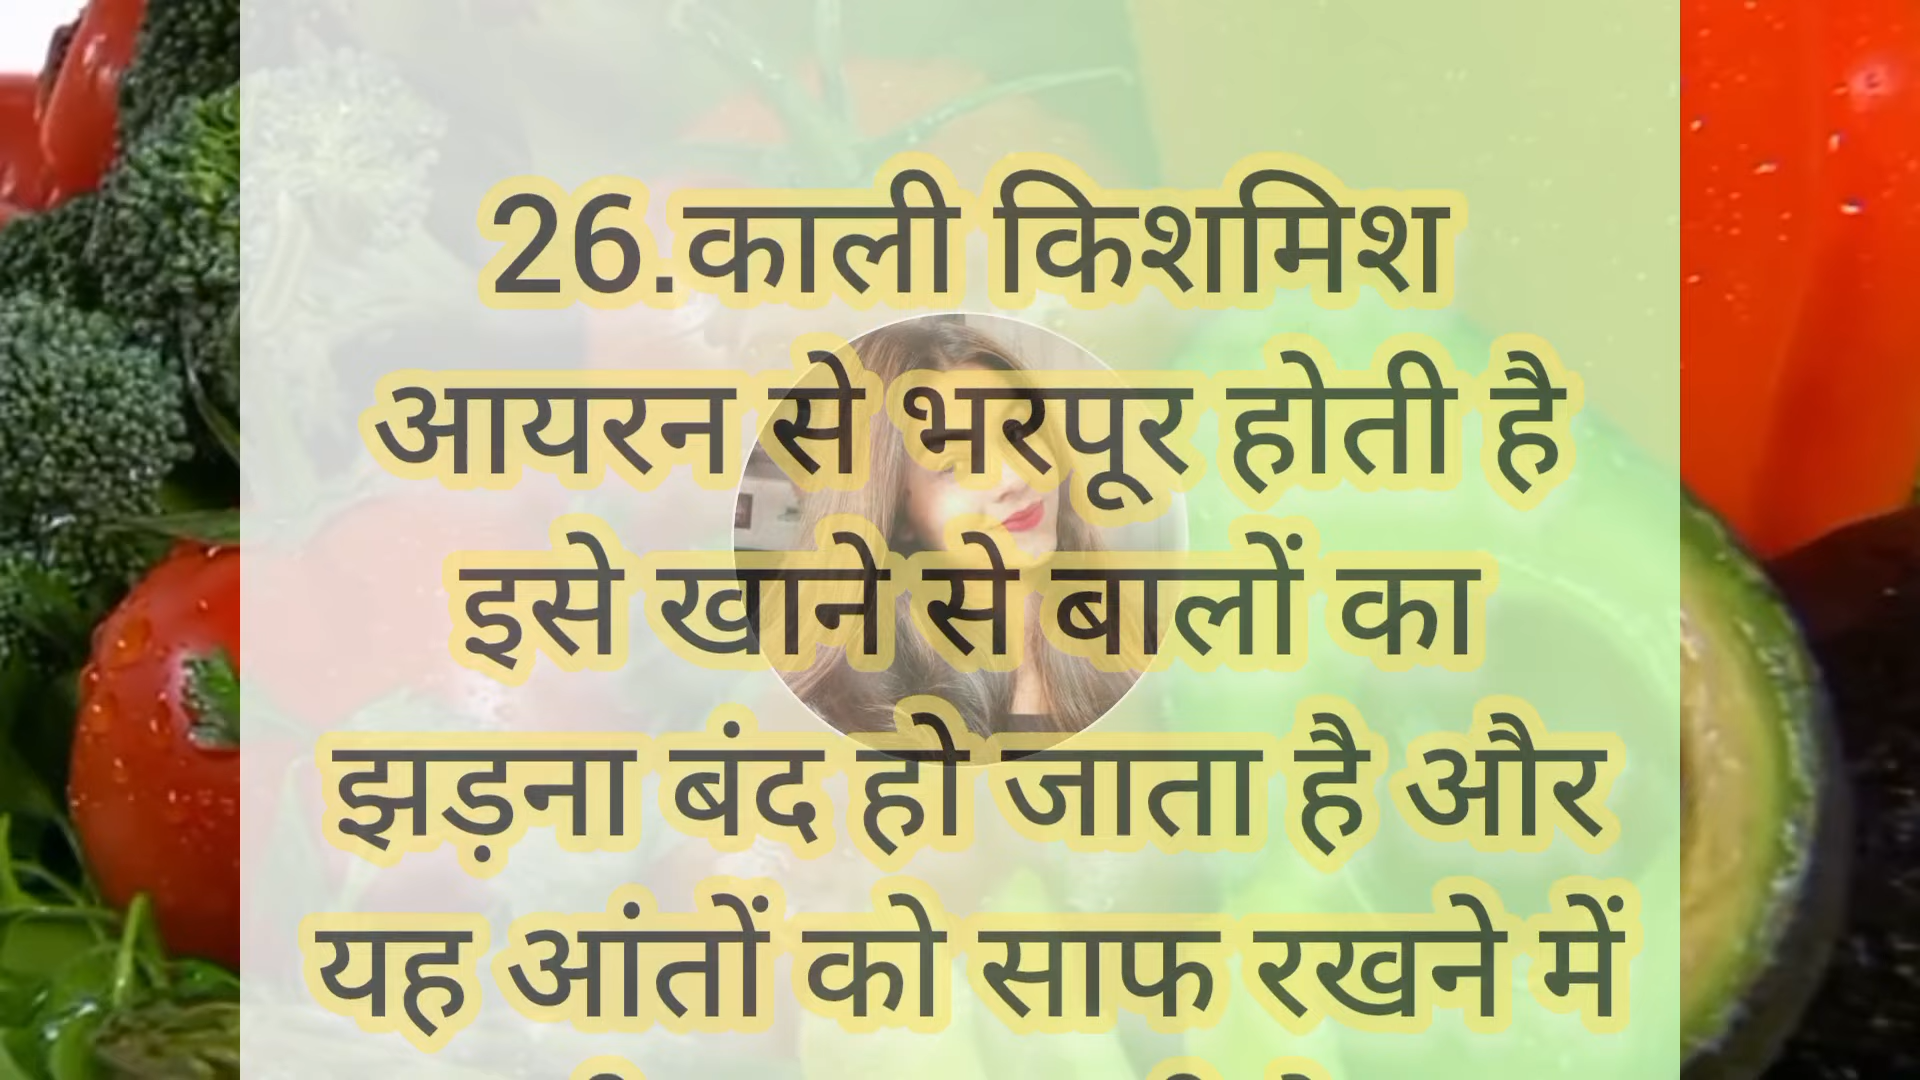 26.काली किशमिश
आयरन से भरपूर होती है
इसे खाने से बालों का
झड़ना बंद हो जाता है और
यह आंतों को साफ रखने में